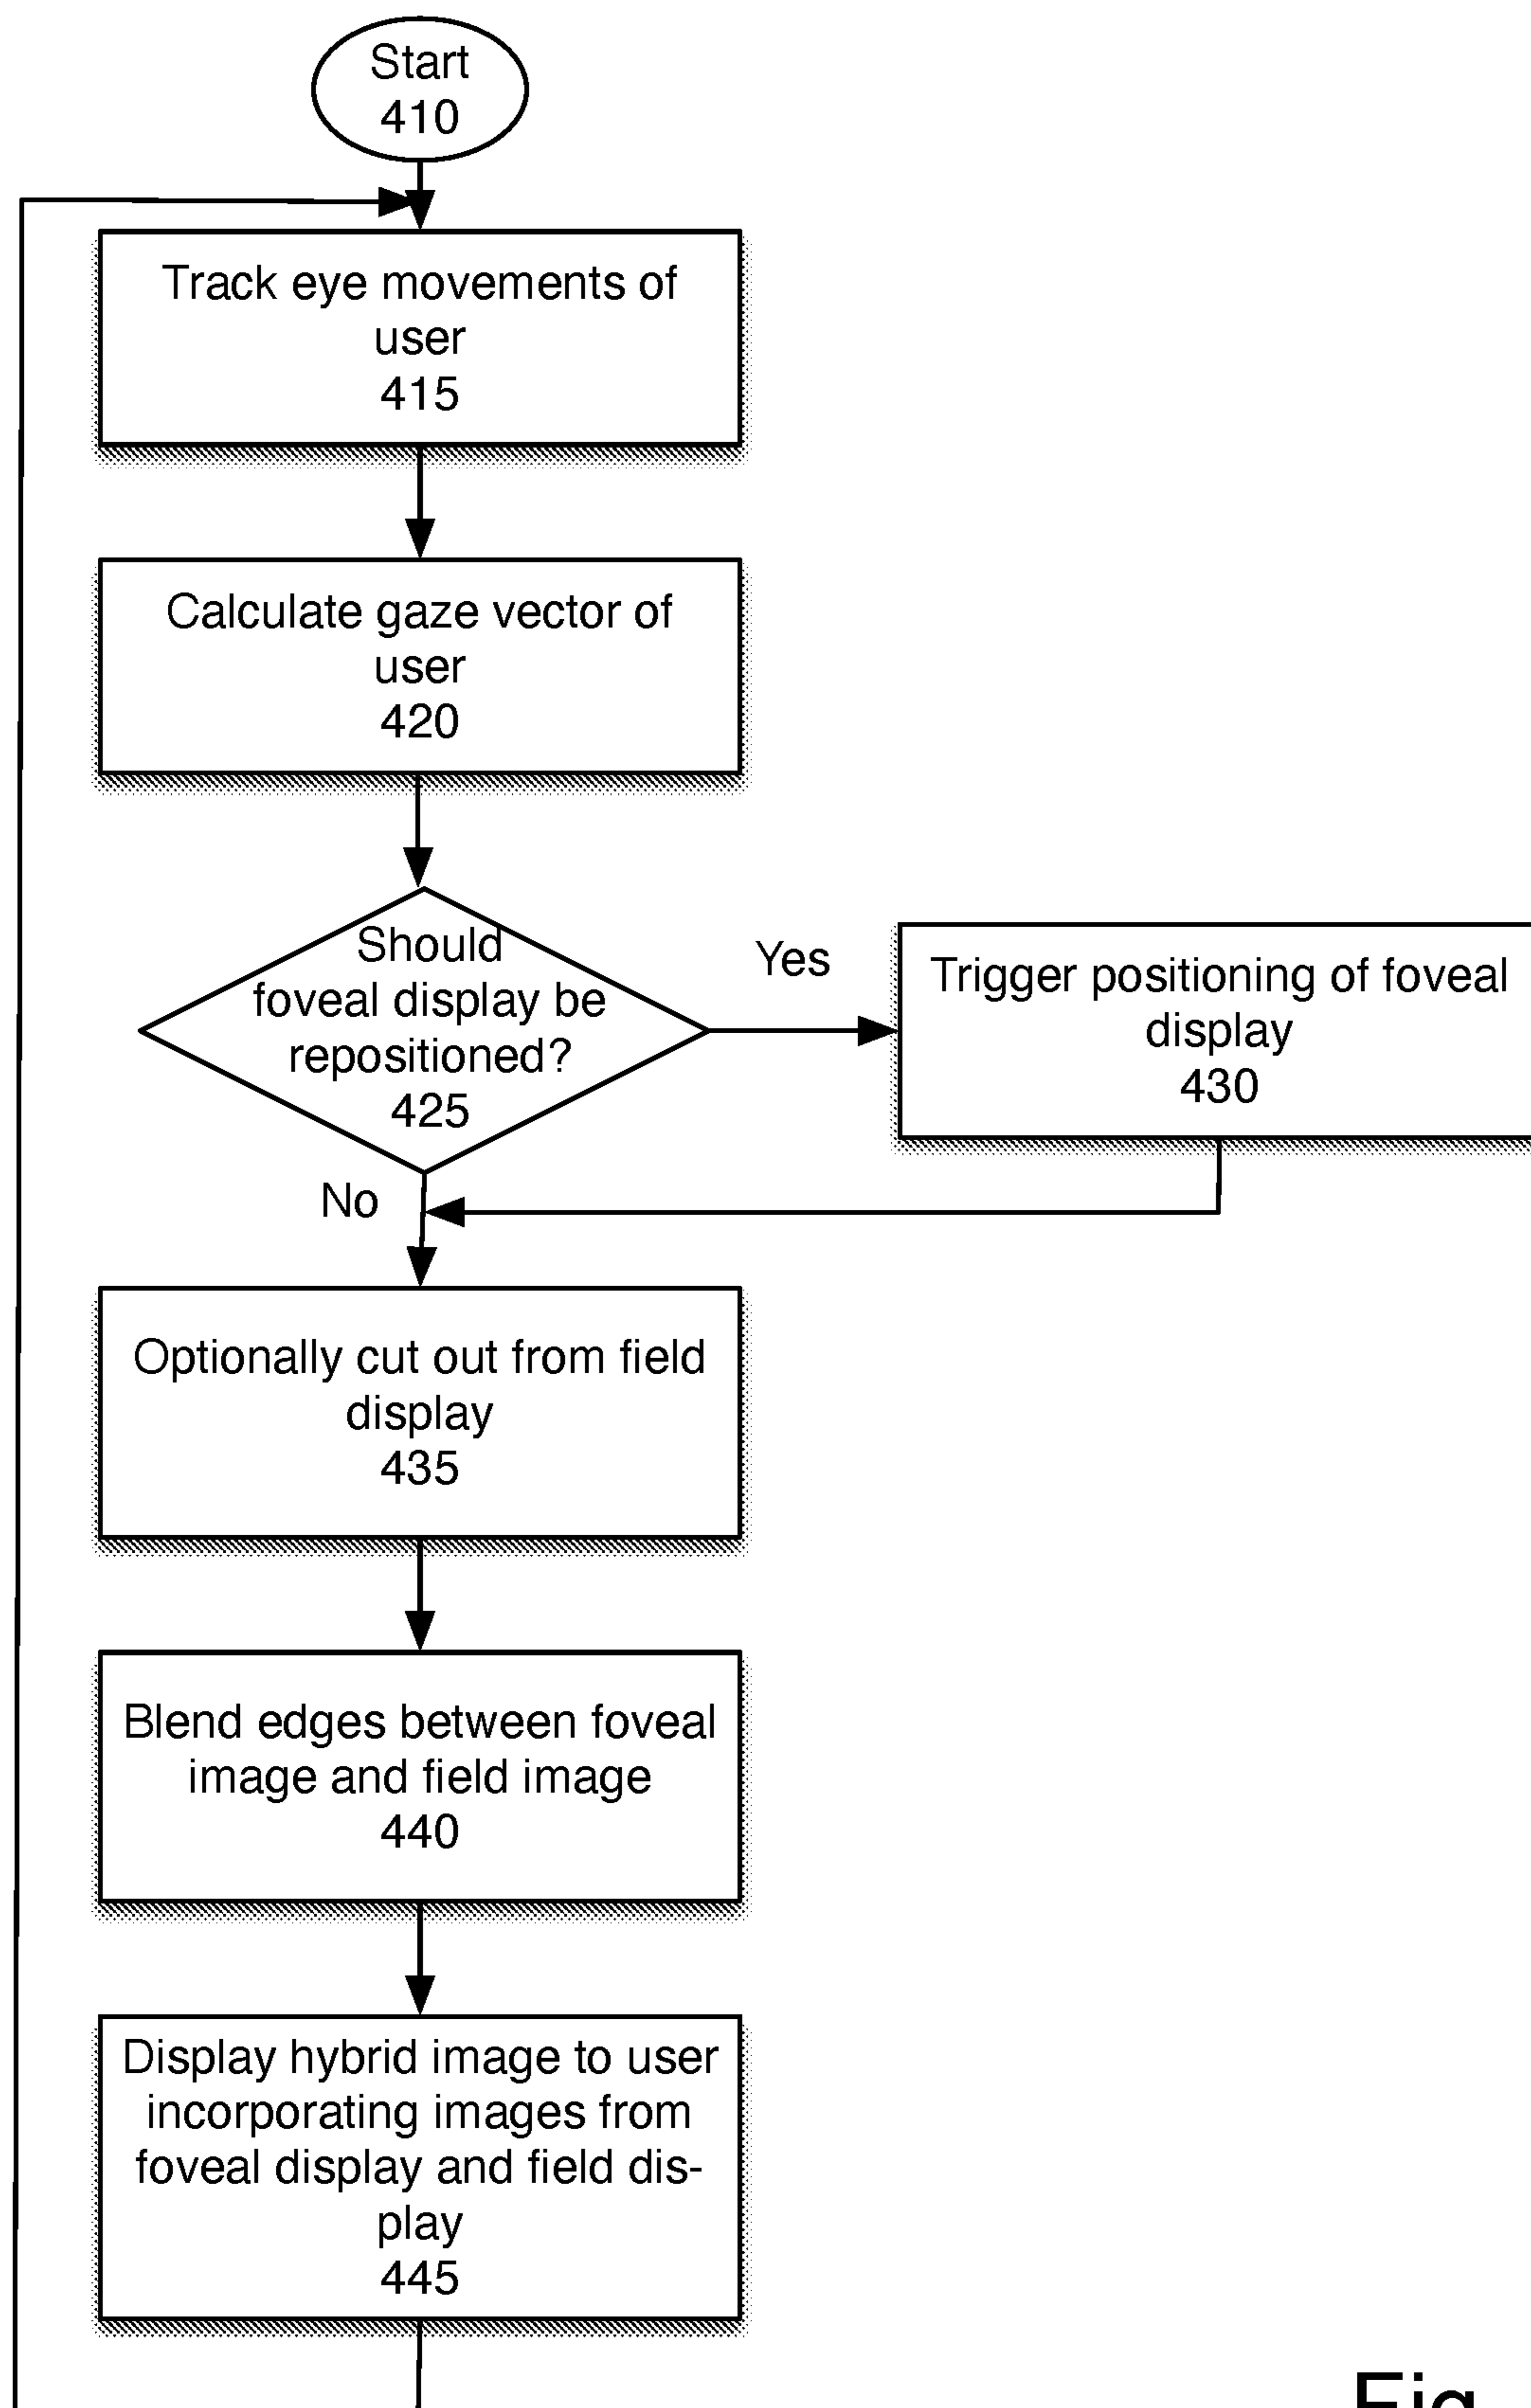 Start
410
Track eye movements of
user
415
Calculate gaze vector of
user
420
Should
foveal display be
repositioned?
425
Yes
Trigger positioning of foveal
display
430
No
Optionally cut out from field
display
435
Blend edges between foveal
image and field image
440
Display hybrid image to user
incorporating images from
foveal display and field dis-
play
445
Fig